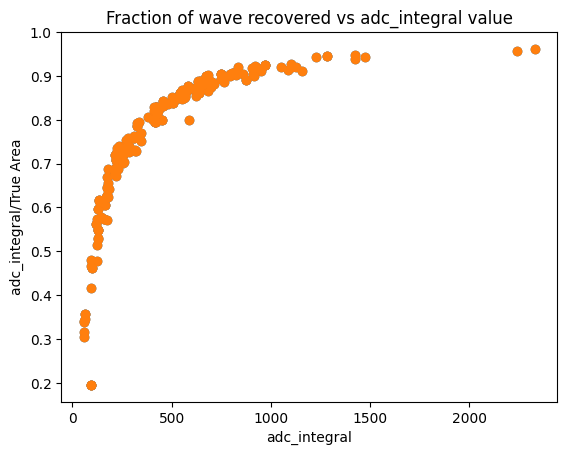 Fraction of wave recovered vs adc_integral value
adc_integral/True Area
1.0
0.9
0.8
0.7
0.6
0.5
0.4
0.3
0.2
0 500 1000 1500 2000
adc_integral